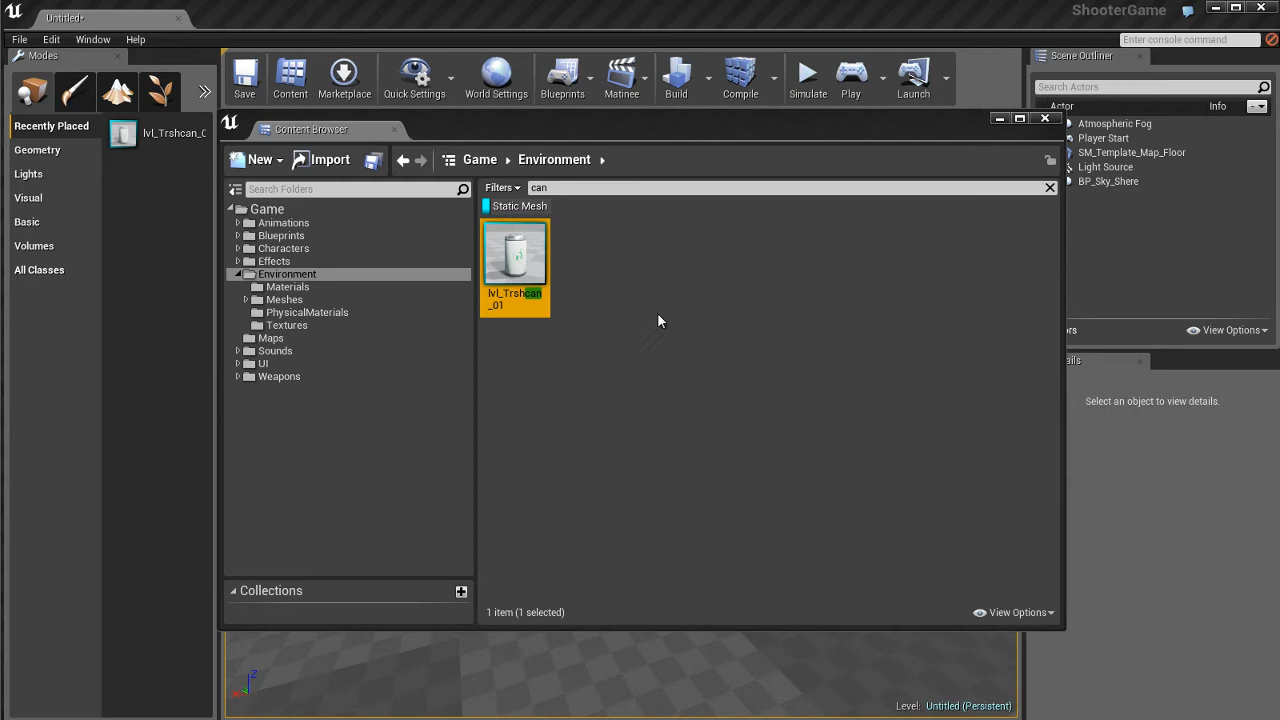 Untitled*
ShooterGame
File Edit Window Help
Enter console command
Modes
Scene Outliner
Save Content Marketplace Quick Settings World Settings Blueprints Matinee Build Compile Simulate Play Launch
Search Actors
Actor Info
Recently Placed
lvl_Trshcan_0
Geometry
Lights
Visual
Basic
Volumes
All Classes
Content Browser
New Import Game Environment
Search Folders
Filters can
Static Mesh
Game
Animations
Blueprints
Characters
Effects
Environment
Materials
Meshes
PhysicalMaterials
Textures
Maps
Sounds
UI
Weapons
lvl_Trshcan
_01
Collections
1 item (1 selected)
View Options
Atmospheric Fog
Player Start
SM_Template_Map_Floor
Light Source
BP_Sky_Shere
ors View Options
ails
Select an object to view details.
Z
X
Level: Untitled (Persistent)